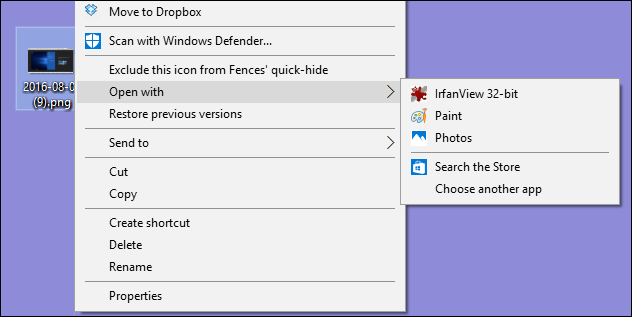 Move to Dropbox
Scan with Windows Defender...
Exclude this icon from Fences' quick-hide
Open with
Restore previous versions
Send to
Cut
Copy
Create shortcut
Delete
Rename
Properties
IrfanView 32-bit
Paint
Photos
Search the Store
Choose another app
2016-08-0
(9).png